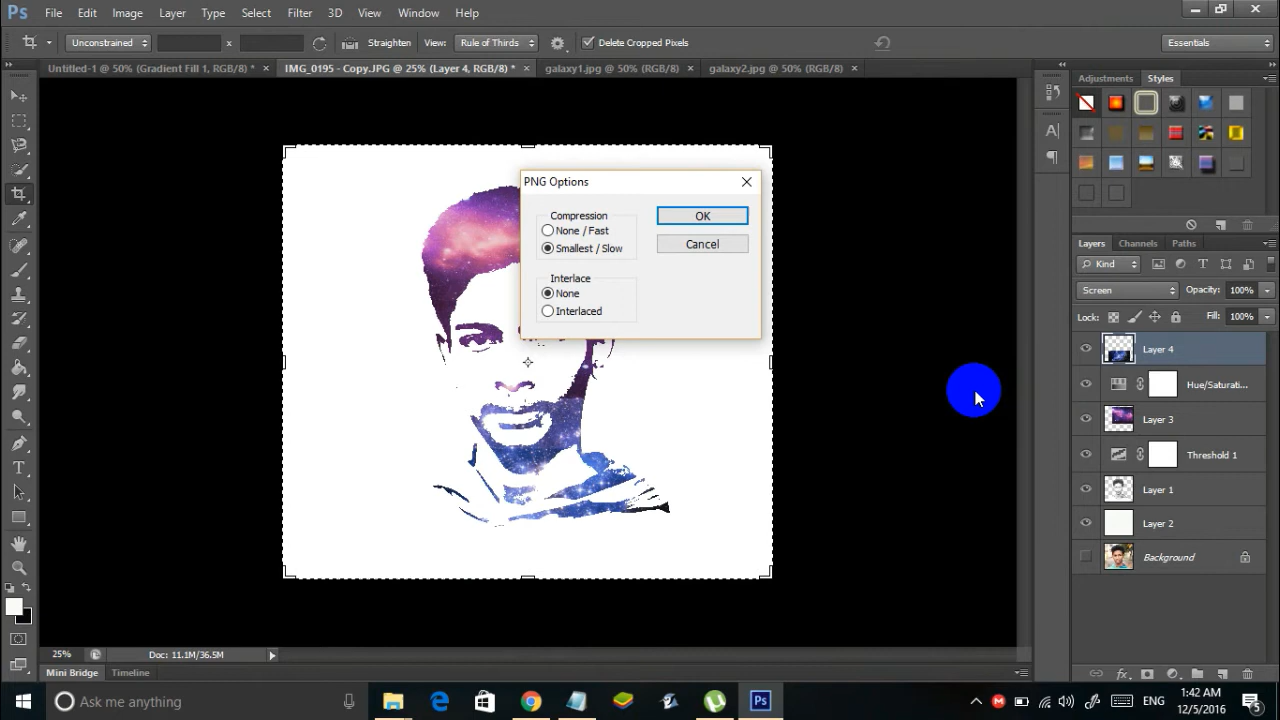 Ps File Edit Image Layer Type Select Filter 3D View Window Help
Unconstrained x Straighten View: Rule of Thirds Delete Cropped Pixels Essentials
Untitled-1 @ 50% (Gradient Fill 1, RGB/8) * × IMG_0195 - Copy.JPG @ 25% (Layer 4, RGB/8) * × galaxy1.jpg @ 50% (RGB/8) × galaxy2.jpg @ 50% (RGB/8) ×
Adjustments Styles
PNG Options
Compression
None / Fast
Smallest / Slow
OK
Cancel
Interlace
None
Interlaced
Layers Channels Paths
Kind
Screen Opacity: 100%
Lock: Fill: 100%
Layer 4
Hue/Saturati...
Layer 3
Threshold 1
Layer 1
Layer 2
Background
25% Doc: 11.1M/36.5M
Mini Bridge Timeline
Ask me anything
Ps
ENG
1:42 AM
12/5/2016
5